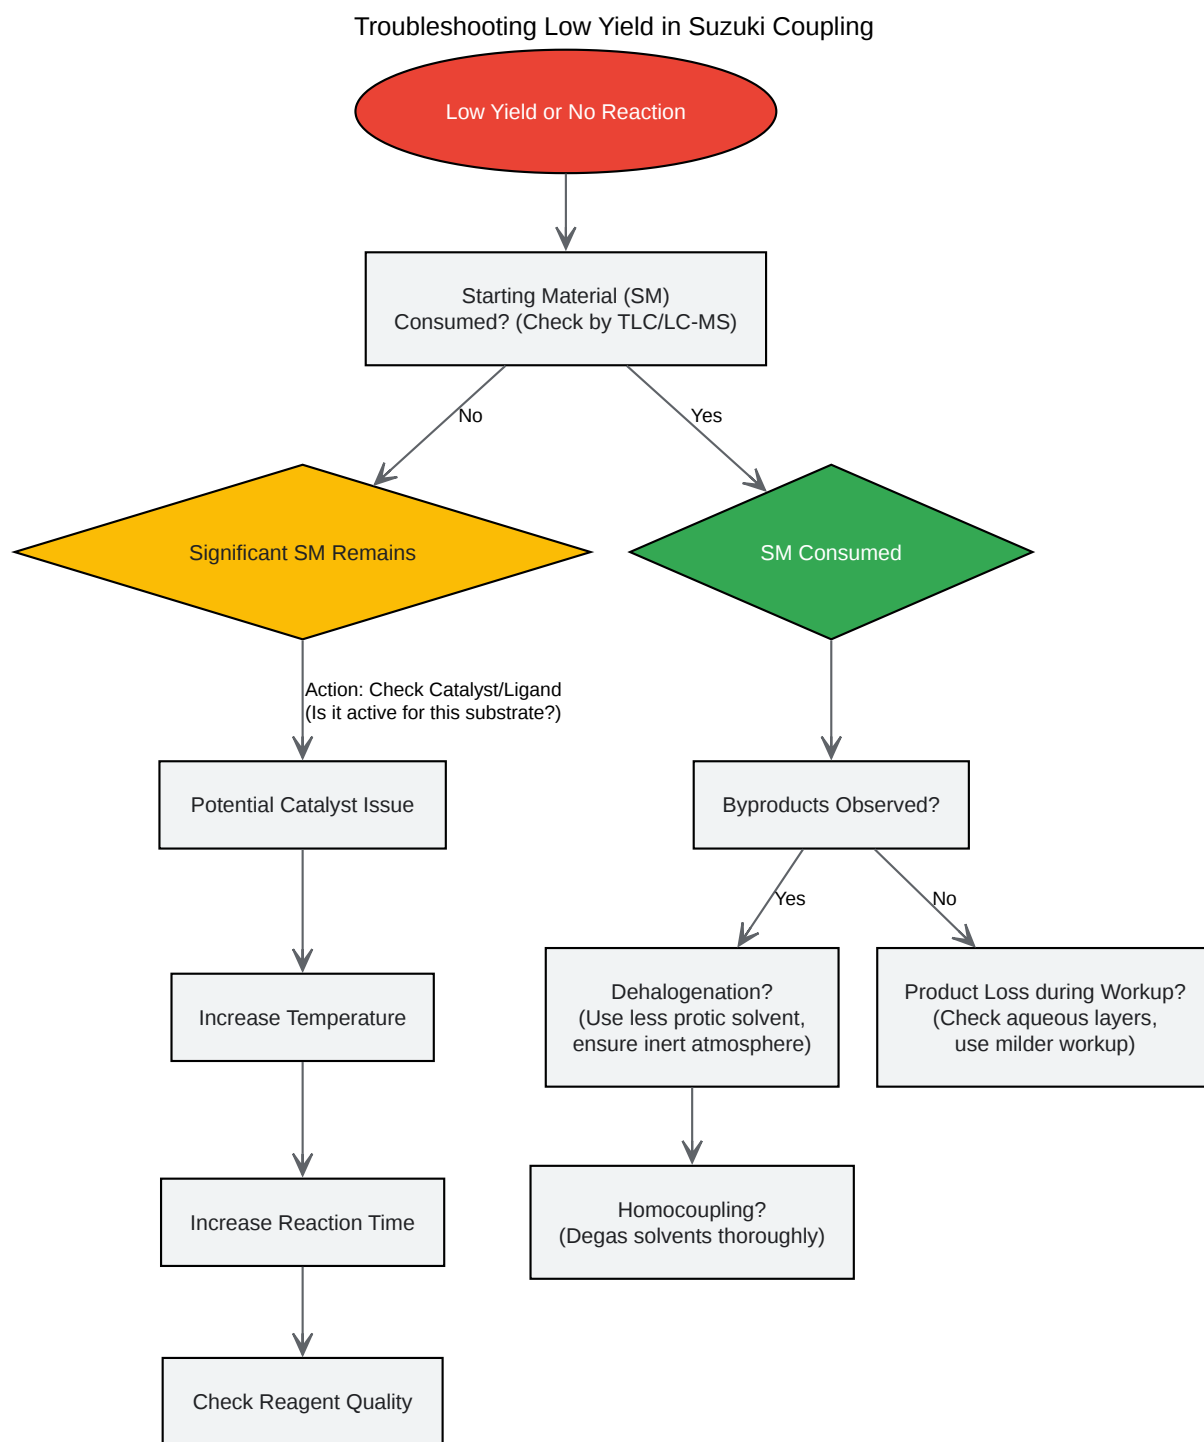 Troubleshooting Low Yield in Suzuki Coupling
Low Yield or No Reaction
Starting Material (SM)
Consumed? (Check by TLC/LC-MS)
No
Yes
Significant SM Remains
SM Consumed
Action: Check Catalyst/Ligand
(Is it active for this substrate?)
Potential Catalyst Issue
Byproducts Observed?
Yes
No
Increase Temperature
Dehalogenation?
(Use less protic solvent,
ensure inert atmosphere)
Product Loss during Workup?
(Check aqueous layers,
use milder workup)
Increase Reaction Time
Homocoupling?
(Degas solvents thoroughly)
Check Reagent Quality